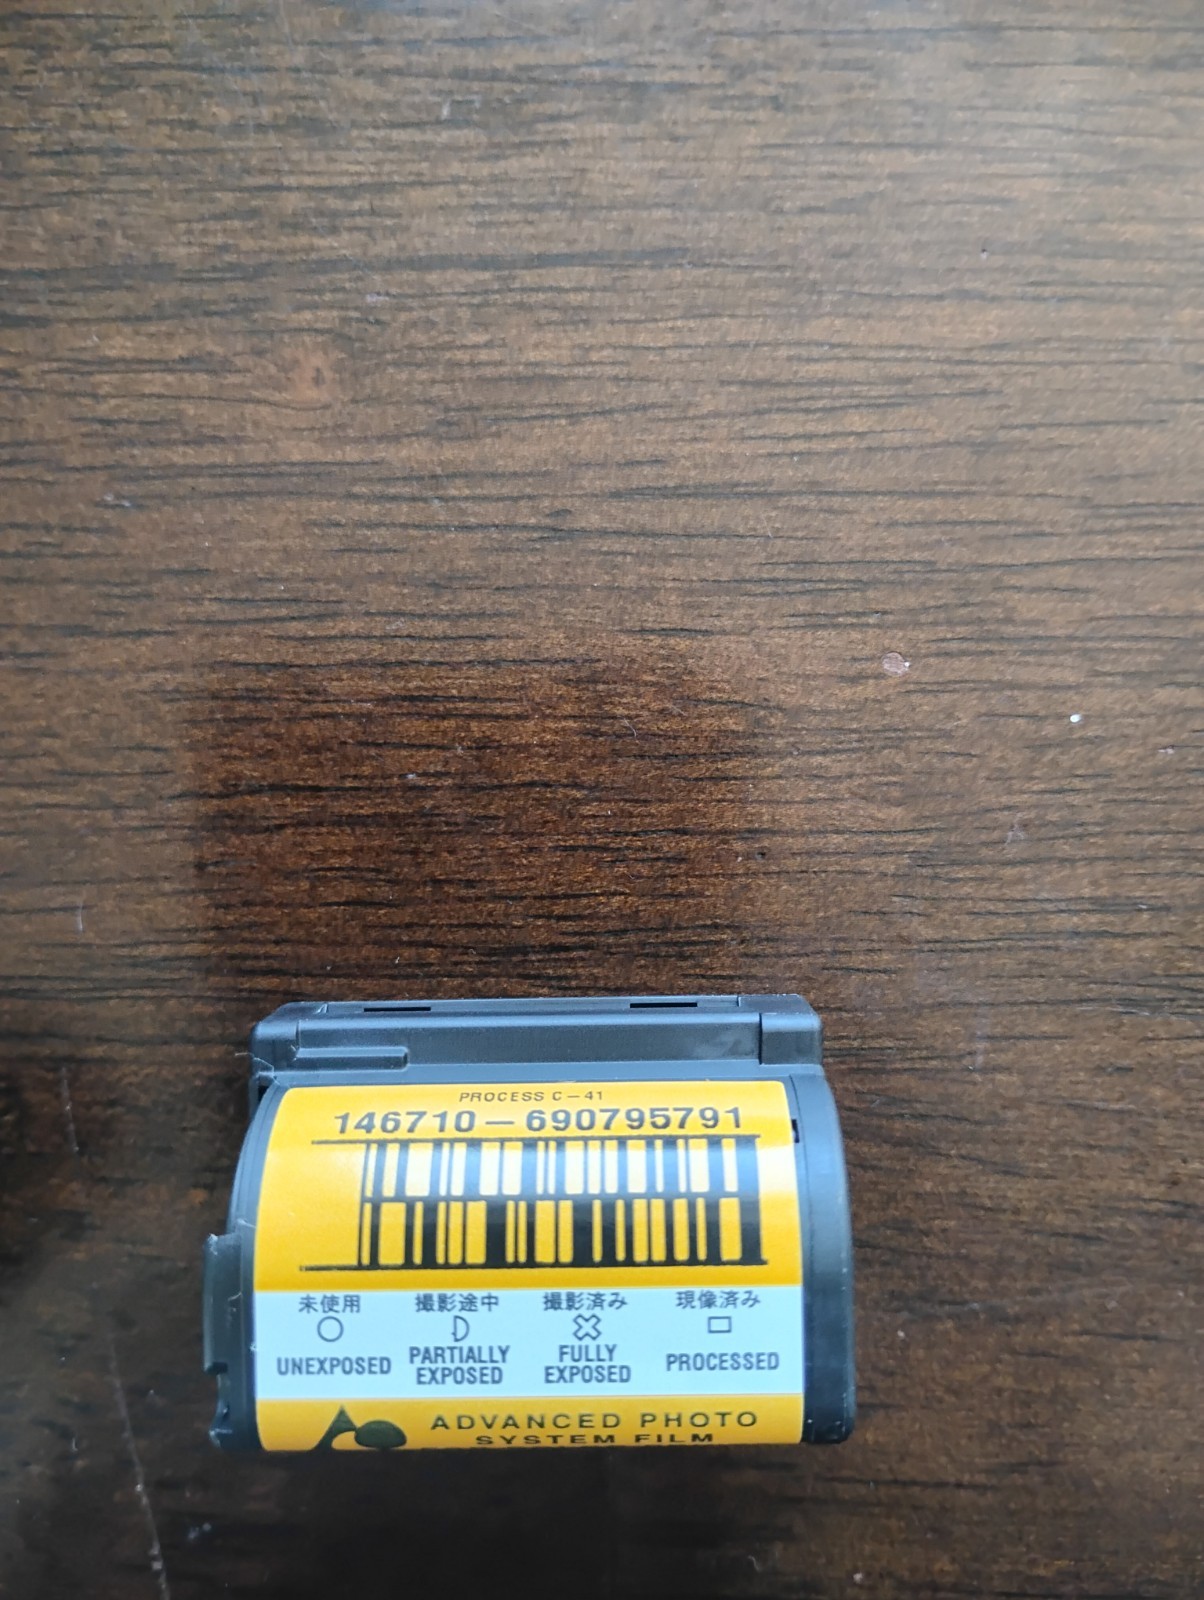 PROCESS C-41
146710-690795791
未使用 撮影途中 撮影済み 現像済み
UNEXPOSED PARTIALLY EXPOSED FULLY EXPOSED PROCESSED
ADVANCED PHOTO
SYSTEM FILM